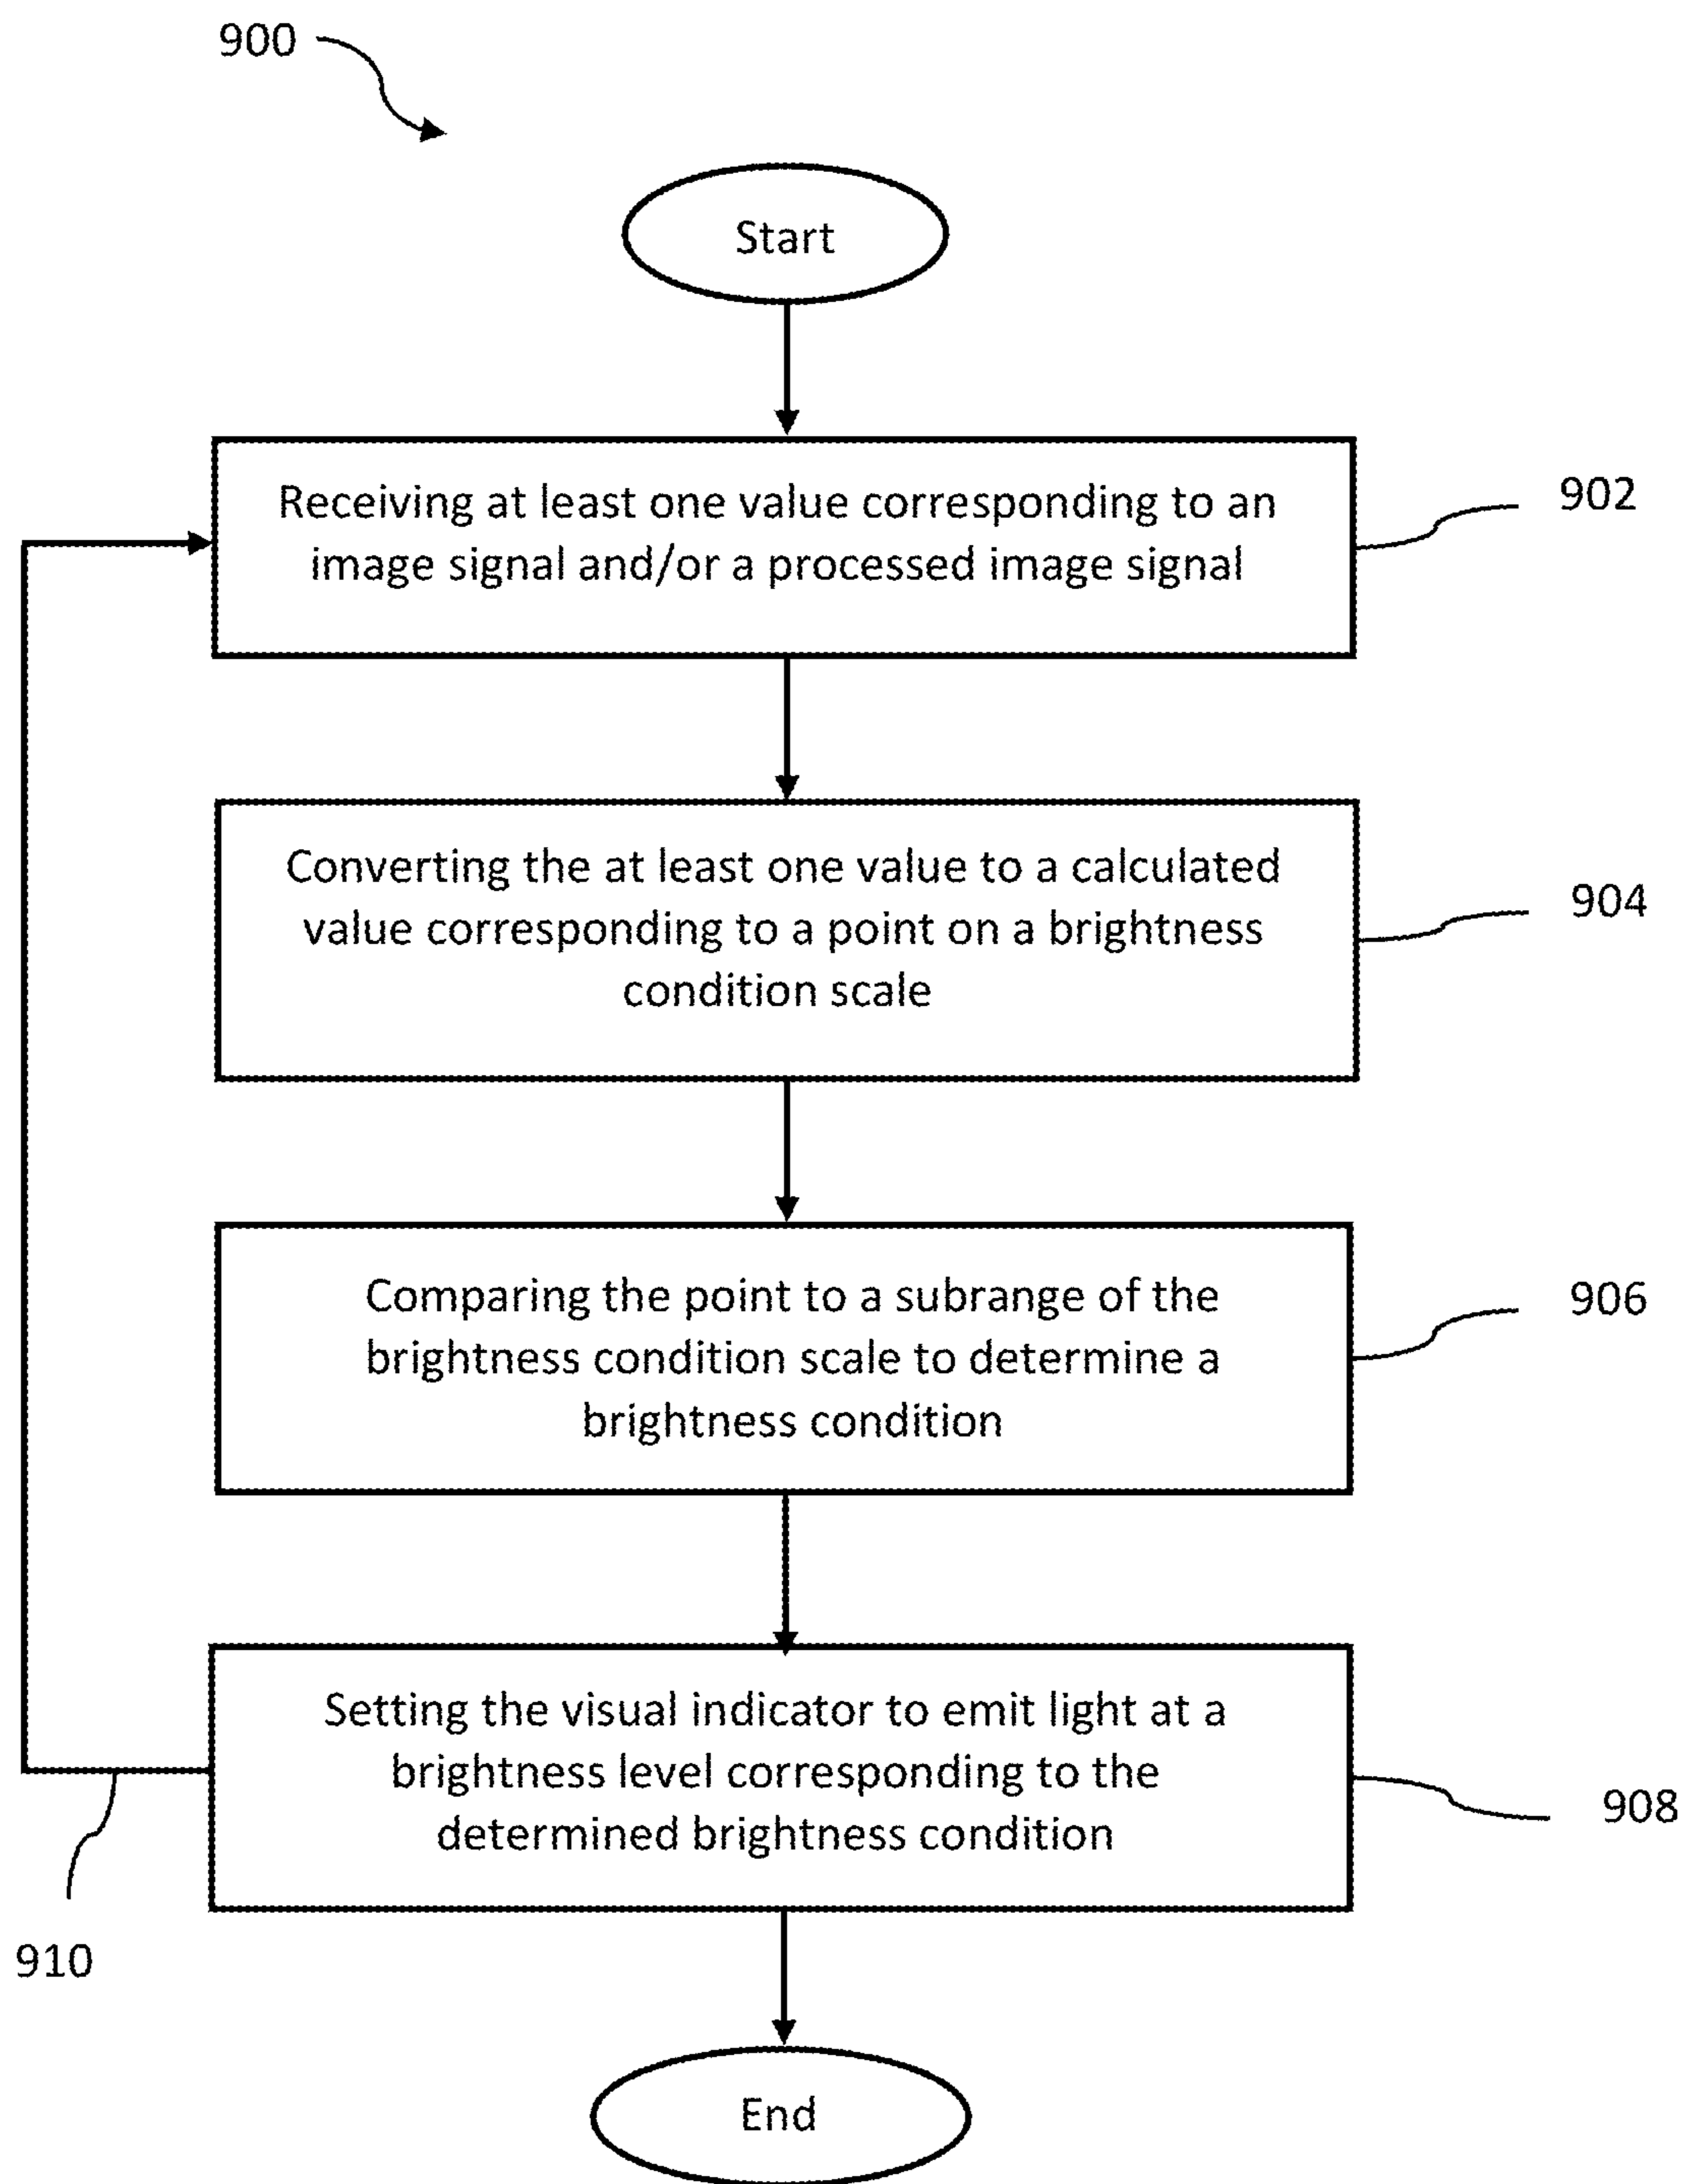 900
Start
Receiving at least one value corresponding to an
image signal and/or a processed image signal
902
Converting the at least one value to a calculated
value corresponding to a point on a brightness
condition scale
904
Comparing the point to a subrange of the
brightness condition scale to determine a
brightness condition
906
Setting the visual indicator to emit light at a
brightness level corresponding to the
determined brightness condition
908
910
End